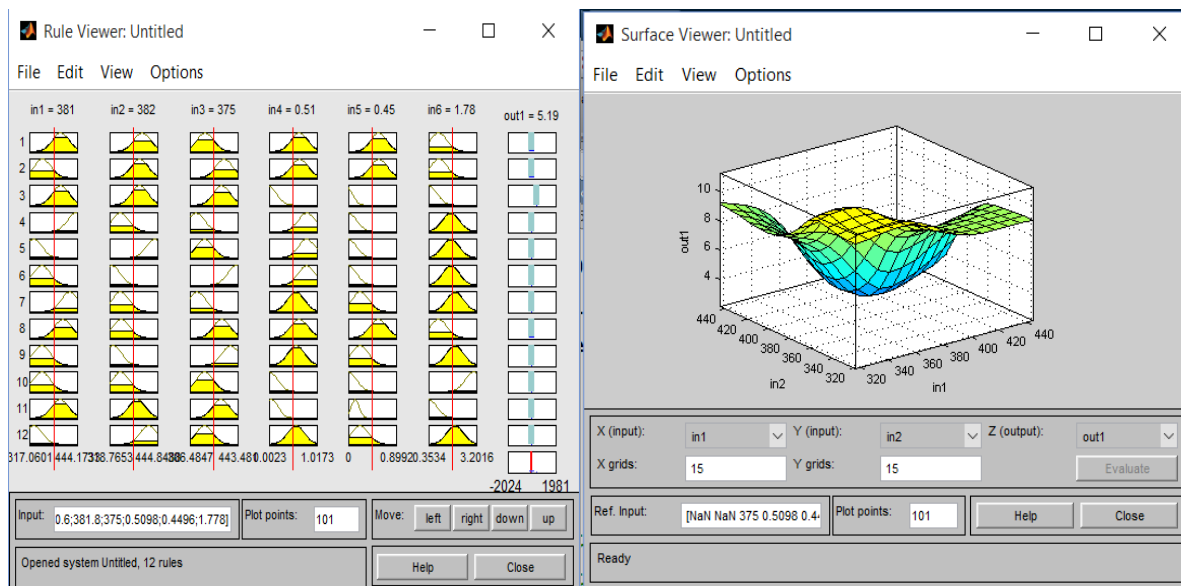 Rule Viewer: Untitled
File Edit View Options
in1 = 381 in2 = 382 in3 = 375 in4 = 0.51 in5 = 0.45 in6 = 1.78 out1 = 5.19
1
2
3
4
5
6
7
8
9
10
11
12
317.0601 444.1731 443.481 0.0023 1.0173 0 0.8992 0.3534 3.2016
-2024 1981
Input: 0.6;381.8;375;0.5098;0.4496;1.778] Plot points: 101 Move: left right down up
Opened system Untitled, 12 rules Help Close
Surface Viewer: Untitled
File Edit View Options
10
8
6
4
out1
440
420
400
380
360
340
320
in2
320
340
360
380
400
420
440
in1
X (input): in1 Y (input): in2 Z (output): out1
X grids: 15 Y grids: 15 Evaluate
Ref. Input: [NaN NaN 375 0.5098 0.4 Plot points: 101 Help Close
Ready